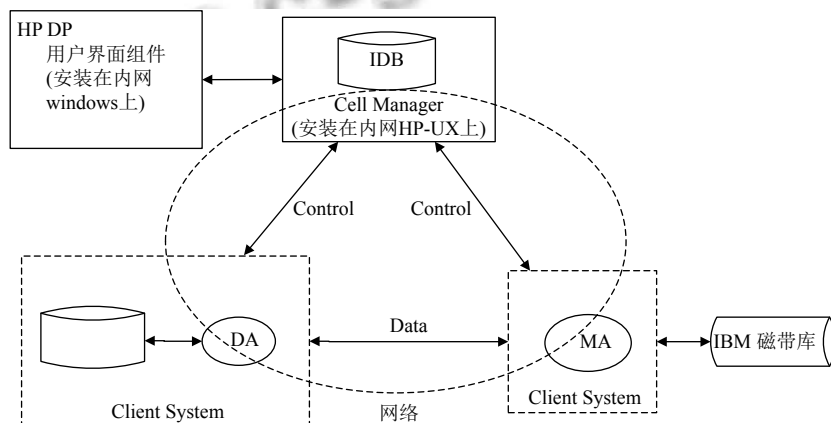 HP DP
用户界面组件
(安装在内网
windows上)
IDB
Cell Manager
(安装在内网HP-UX上)
Control
Control
DA
Data
MA
IBM 磁带库
Client System
Client System
网络